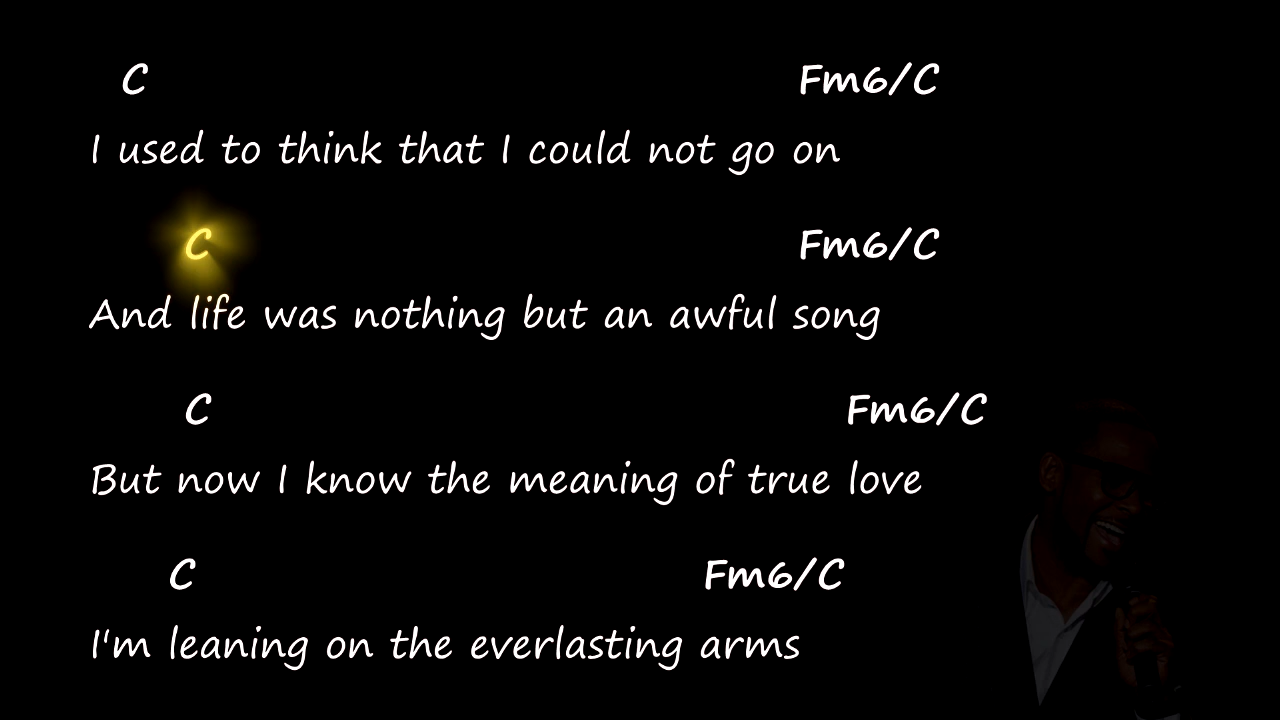 C Fm6/C
I used to think that I could not go on
C Fm6/C
And life was nothing but an awful song
C Fm6/C
But now I know the meaning of true love
C Fm6/C
I'm leaning on the everlasting arms